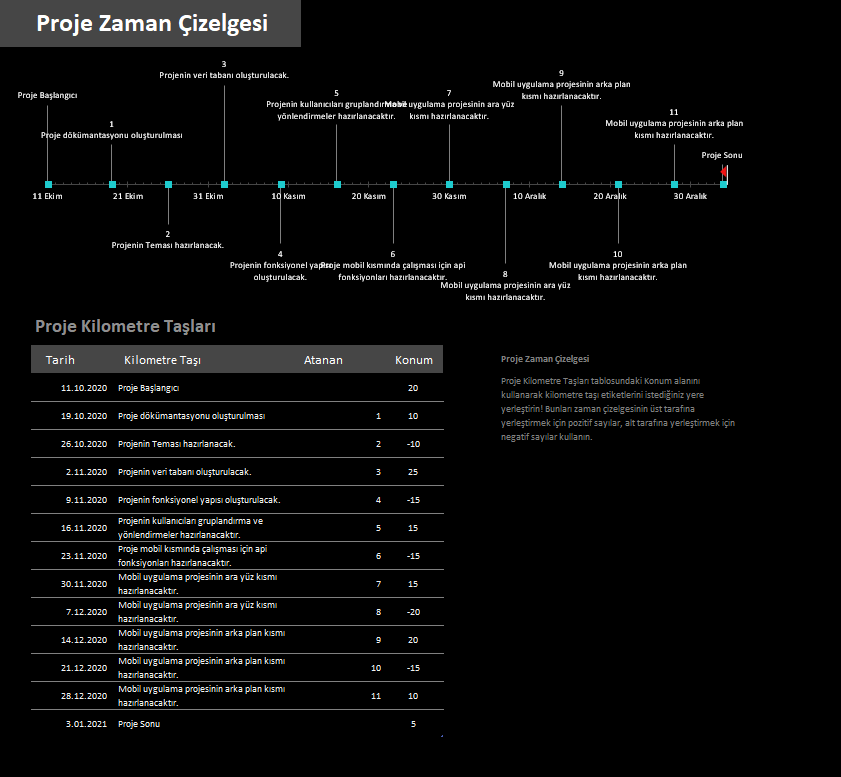 Proje Zaman Çizelgesi
3
Projenin veri tabanı oluşturulacak.
9
Mobil uygulama projesinin arka plan
kısmı hazırlanacaktır.
Proje Başlangıcı
5
Projenin kullanıcıları gruplandırma ve
yönlendirmeler hazırlanacaktır.
7
Mobil uygulama projesinin ara yüz
kısmı hazırlanacaktır.
11
Mobil uygulama projesinin arka plan
kısmı hazırlanacaktır.
1
Proje dökümantasyonu oluşturulması
Proje Sonu
11 Ekim
21 Ekim
31 Ekim
10 Kasım
20 Kasım
30 Kasım
10 Aralık
20 Aralık
30 Aralık
2
Projenin Teması hazırlanacak.
4
Projenin fonksiyonel yapısı
oluşturulacak.
6
Proje mobil kısmında çalışması için api
fonksiyonları hazırlanacaktır.
8
Mobil uygulama projesinin ara yüz
kısmı hazırlanacaktır.
10
Mobil uygulama projesinin arka plan
kısmı hazırlanacaktır.
Proje Kilometre Taşları
Tarih Kilometre Taşı Atanan Konum
11.10.2020 Proje Başlangıcı 20
19.10.2020 Proje dökümantasyonu oluşturulması 1 10
26.10.2020 Projenin Teması hazırlanacak. 2 -10
2.11.2020 Projenin veri tabanı oluşturulacak. 3 25
9.11.2020 Projenin fonksiyonel yapısı oluşturulacak. 4 -15
16.11.2020 Projenin kullanıcıları gruplandırma ve
yönlendirmeler hazırlanacaktır. 5 15
23.11.2020 Proje mobil kısmında çalışması için api
fonksiyonları hazırlanacaktır. 6 -15
30.11.2020 Mobil uygulama projesinin ara yüz kısmı
hazırlanacaktır. 7 15
7.12.2020 Mobil uygulama projesinin ara yüz kısmı
hazırlanacaktır. 8 -20
14.12.2020 Mobil uygulama projesinin arka plan kısmı
hazırlanacaktır. 9 20
21.12.2020 Mobil uygulama projesinin arka plan kısmı
hazırlanacaktır. 10 -15
28.12.2020 Mobil uygulama projesinin arka plan kısmı
hazırlanacaktır. 11 10
3.01.2021 Proje Sonu 5
Proje Zaman Çizelgesi
Proje Kilometre Taşları tablosundaki Konum alanını
kullanarak kilometre taşı etiketlerini istediğiniz yere
yerleştirin! Bunları zaman çizelgesinin üst tarafına
yerleştirmek için pozitif sayılar, alt tarafına yerleştirmek için
negatif sayılar kullanın.